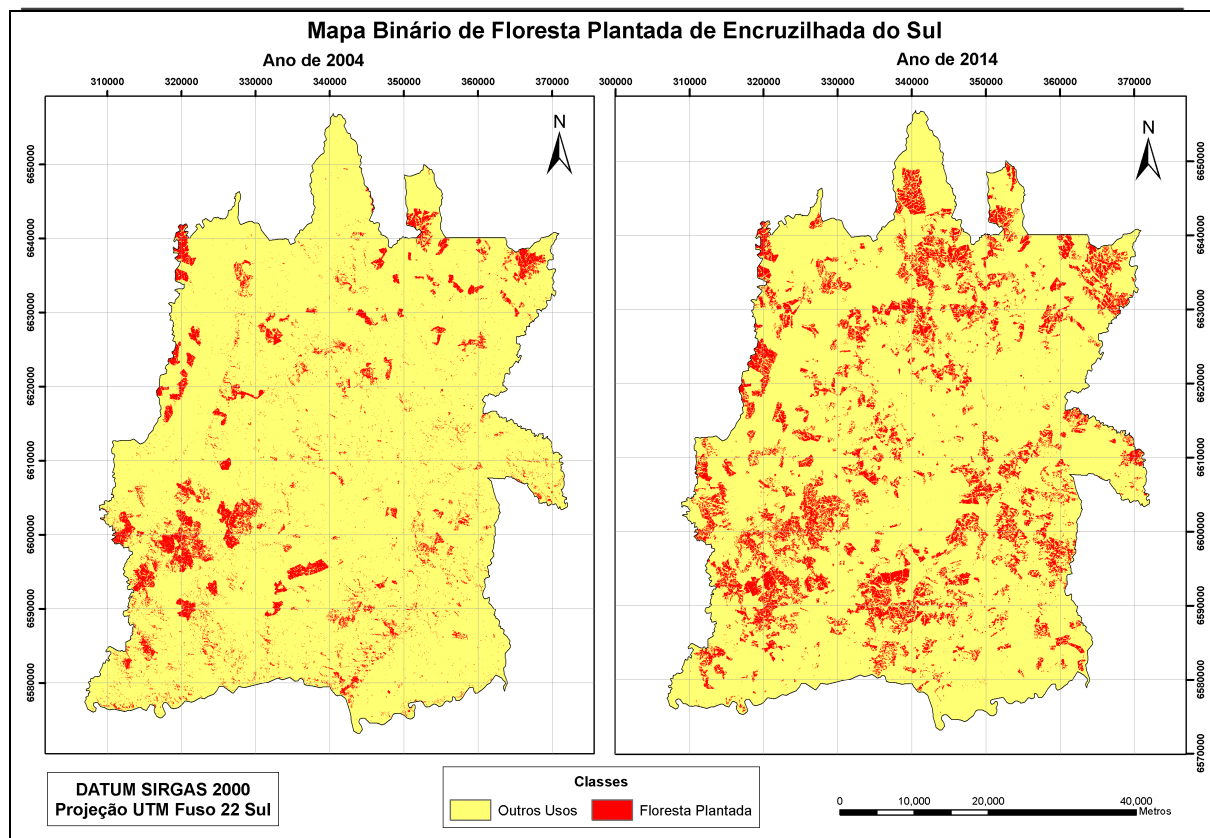 Mapa Binário de Floresta Plantada de Encruzilhada do Sul
Ano de 2004
310000 320000 330000 340000 350000 360000 370000
N
6650000
6640000
6630000
6620000
6610000
6600000
6590000
6580000
Ano de 2014
300000 310000 320000 330000 340000 350000 360000 370000
N
6650000
6640000
6630000
6620000
6610000
6600000
6590000
6580000
6570000
DATUM SIRGAS 2000
Projeção UTM Fuso 22 Sul
Classes
Outros Usos Floresta Plantada
0 10,000 20,000 40,000
Metros